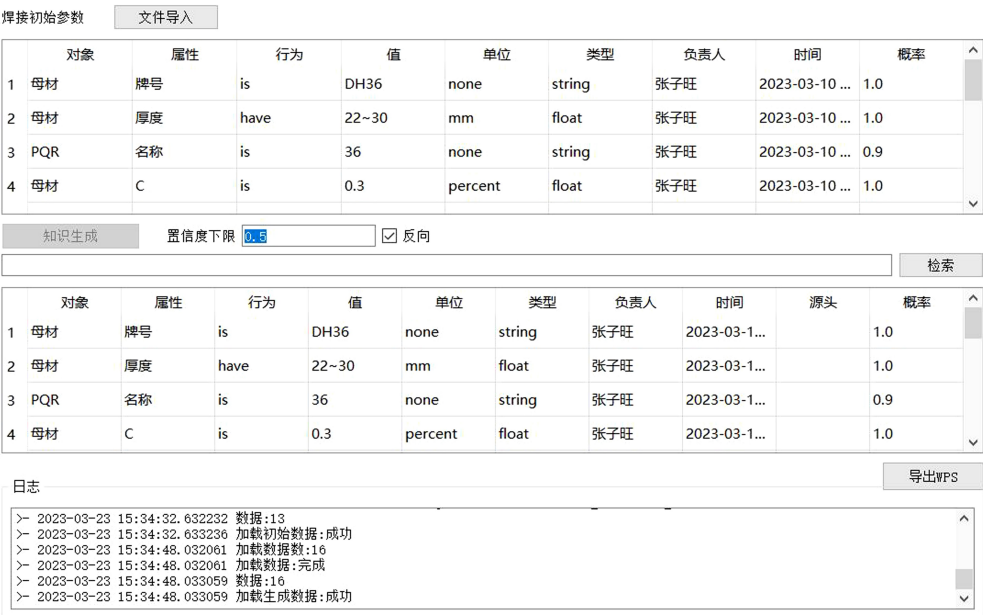 焊接初始参数 文件导入
对象 属性 行为 值 单位 类型 负责人 时间 概率
1 母材 牌号 is DH36 none string 张子旺 2023-03-10 ... 1.0
2 母材 厚度 have 22~30 mm float 张子旺 2023-03-10 ... 1.0
3 PQR 名称 is 36 none string 张子旺 2023-03-10 ... 0.9
4 母材 C is 0.3 percent float 张子旺 2023-03-10 ... 1.0
知识生成 置信度下限 0.5 反向
检索
对象 属性 行为 值 单位 类型 负责人 时间 源头 概率
1 母材 牌号 is DH36 none string 张子旺 2023-03-1... 1.0
2 母材 厚度 have 22~30 mm float 张子旺 2023-03-1... 1.0
3 PQR 名称 is 36 none string 张子旺 2023-03-1... 0.9
4 母材 C is 0.3 percent float 张子旺 2023-03-1... 1.0
日志 导出WPS
>- 2023-03-23 15:34:32.632232 数据:13
>- 2023-03-23 15:34:32.633236 加载初始数据:成功
>- 2023-03-23 15:34:48.032061 加载数据数:16
>- 2023-03-23 15:34:48.032061 加载数据:完成
>- 2023-03-23 15:34:48.033059 数据:16
>- 2023-03-23 15:34:48.033059 加载生成数据:成功